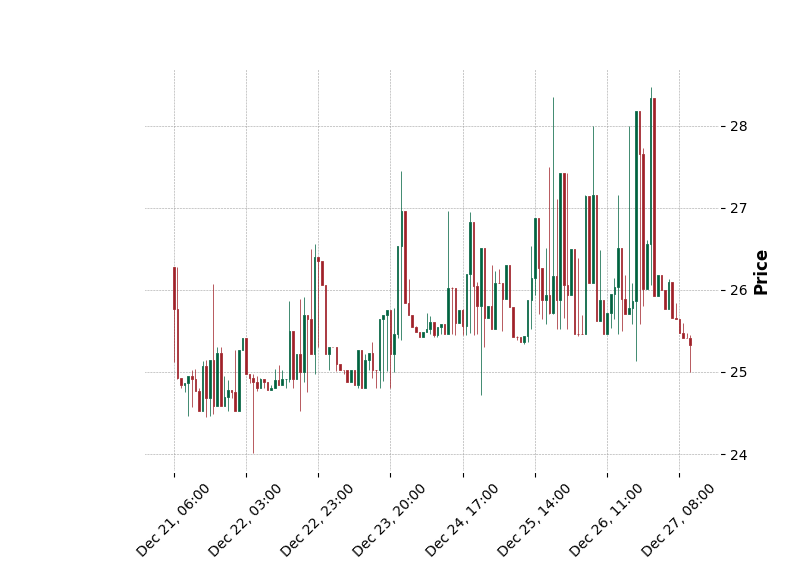 28
27
26
25
24
Price
Dec 21, 06:00
Dec 22, 03:00
Dec 22, 23:00
Dec 23, 20:00
Dec 24, 17:00
Dec 25, 14:00
Dec 26, 11:00
Dec 27, 08:00